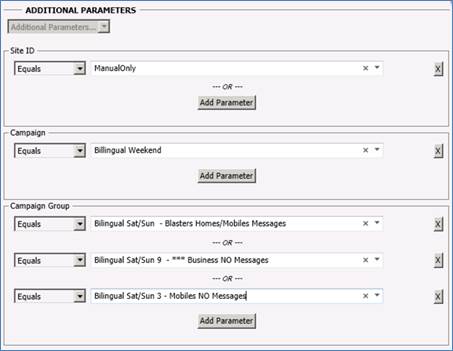 ADDITIONAL PARAMETERS
Additional Parameters...
Site ID
Equals ManualOnly X
--- OR ---
Add Parameter
Campaign
Equals Billingual Weekend X
Add Parameter
Campaign Group
Equals Bilingual Sat/Sun - Blasters Homes/Mobiles Messages X
--- OR ---
Equals Bilingual Sat/Sun 9 - *** Business NO Messages X
--- OR ---
Equals Bilingual Sat/Sun 3 - Mobiles NO Messages X
Add Parameter